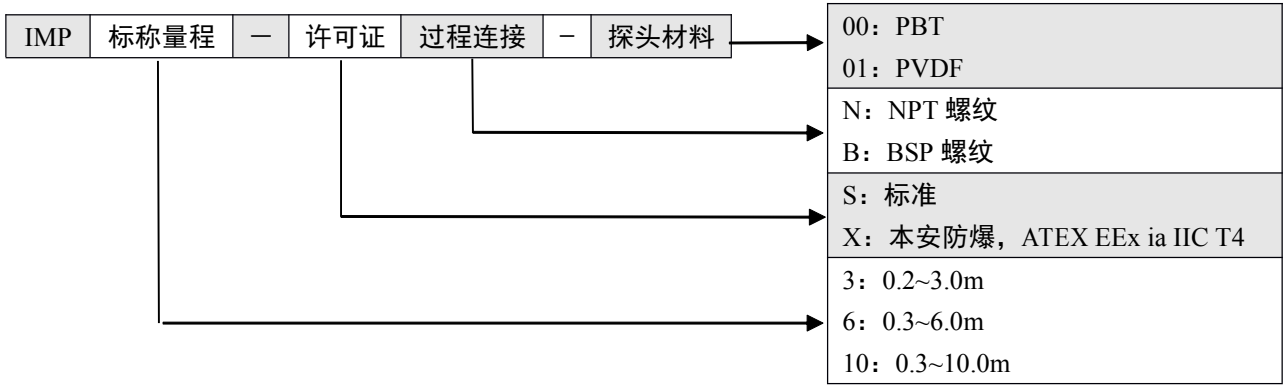 IMP 标称量程 — 许可证 过程连接 – 探头材料
00：PBT
01：PVDF
N：NPT 螺纹
B：BSP 螺纹
S：标准
X：本安防爆，ATEX EEx ia IIC T4
3：0.2~3.0m
6：0.3~6.0m
10：0.3~10.0m